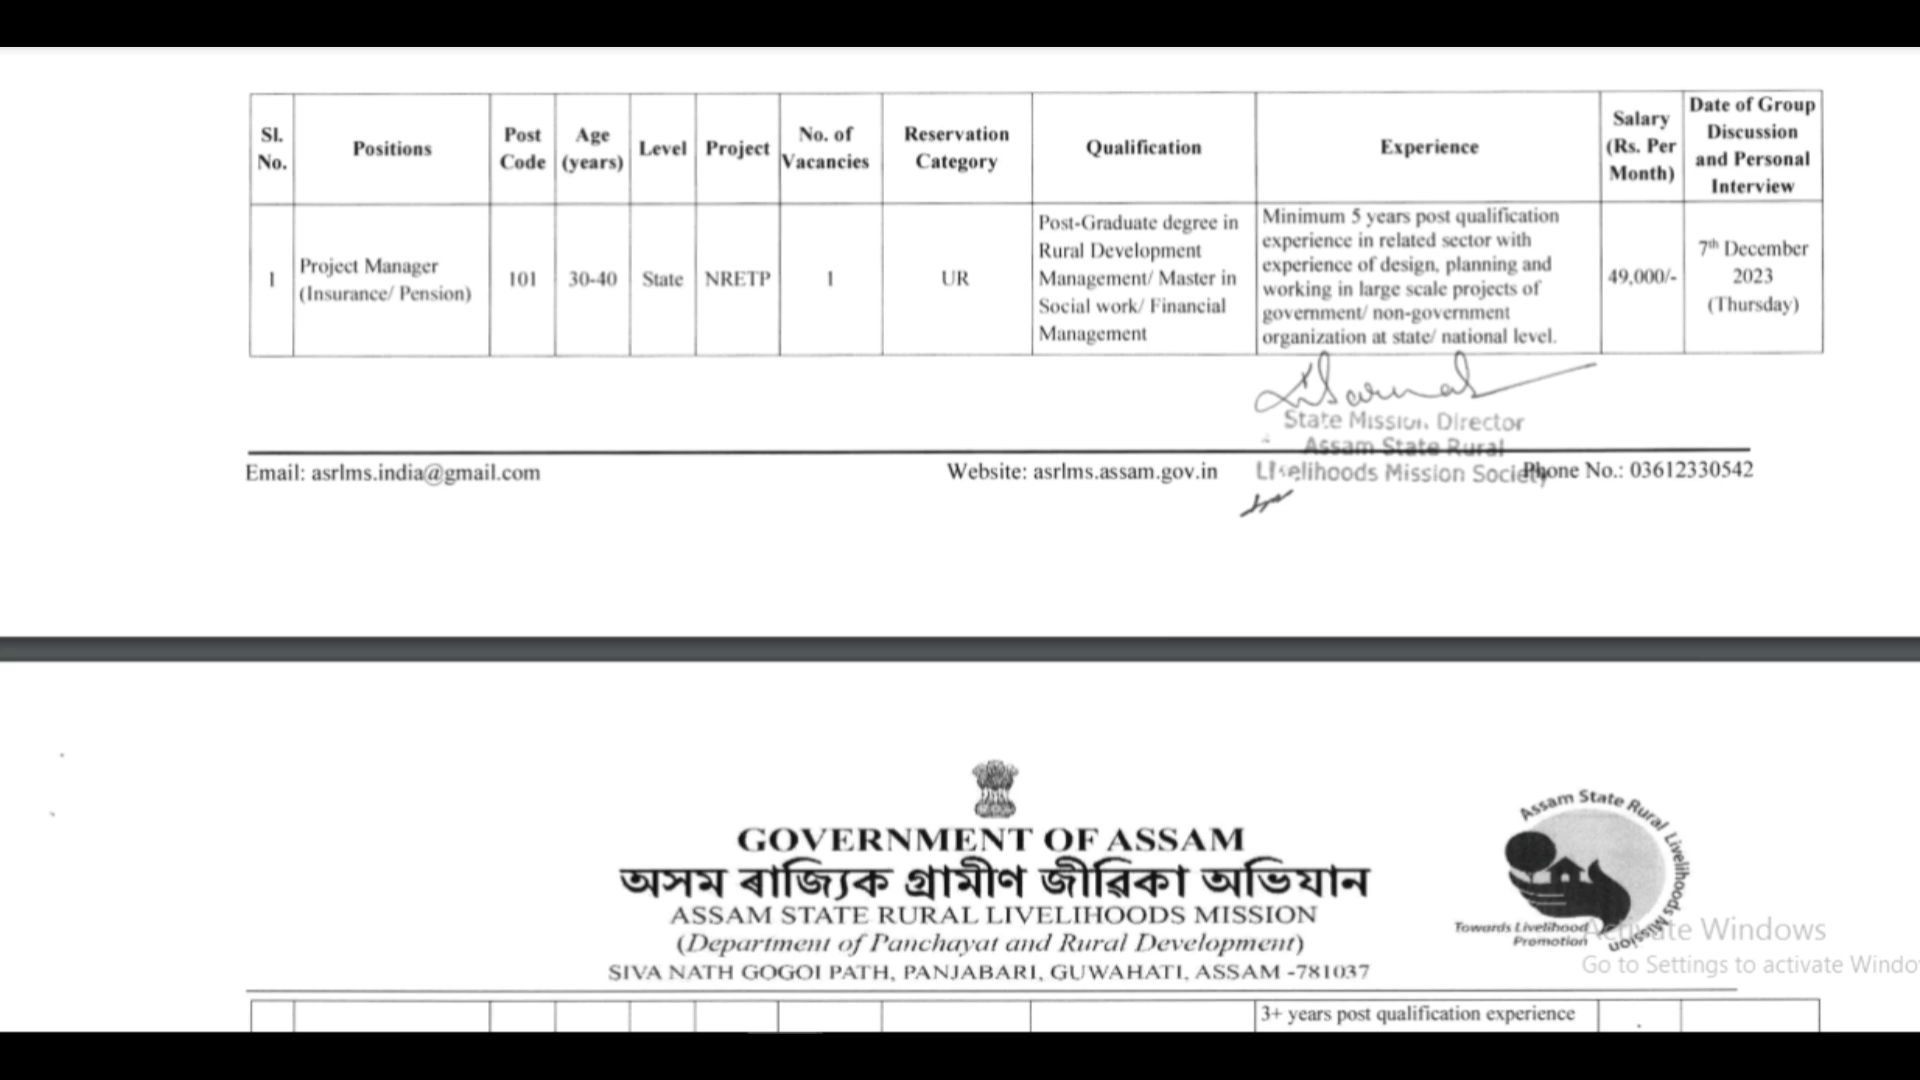 Sl. No.
Positions
Post Code
Age (years)
Level
Project
No. of Vacancies
Reservation Category
Qualification
Experience
Salary (Rs. Per Month)
Date of Group Discussion and Personal Interview
1
Project Manager (Insurance/ Pension)
101
30-40
State
NRETP
1
UR
Post-Graduate degree in
Rural Development
Management/ Master in
Social work/ Financial
Management
Minimum 5 years post qualification
experience in related sector with
experience of design, planning and
working in large scale projects of
government/ non-government
organization at state/ national level.
49,000/-
7th December
2023
(Thursday)
State Mission Director
Assam State Rural
Livelihoods Mission Society
Email: asrlms.india@gmail.com
Website: asrlms.assam.gov.in
Phone No.: 03612330542
GOVERNMENT OF ASSAM
অসম ৰাজ্যিক গ্রামীণ জীৱিকা অভিযান
ASSAM STATE RURAL LIVELIHOODS MISSION
(Department of Panchayat and Rural Development)
SIVA NATH GOGOI PATH, PANJABARI, GUWAHATI, ASSAM -781037
Assam State Rural Livelihoods Mission
Towards Livelihood
Promotion
Activate Windows
Go to Settings to activate Windo
3+ years post qualification experience